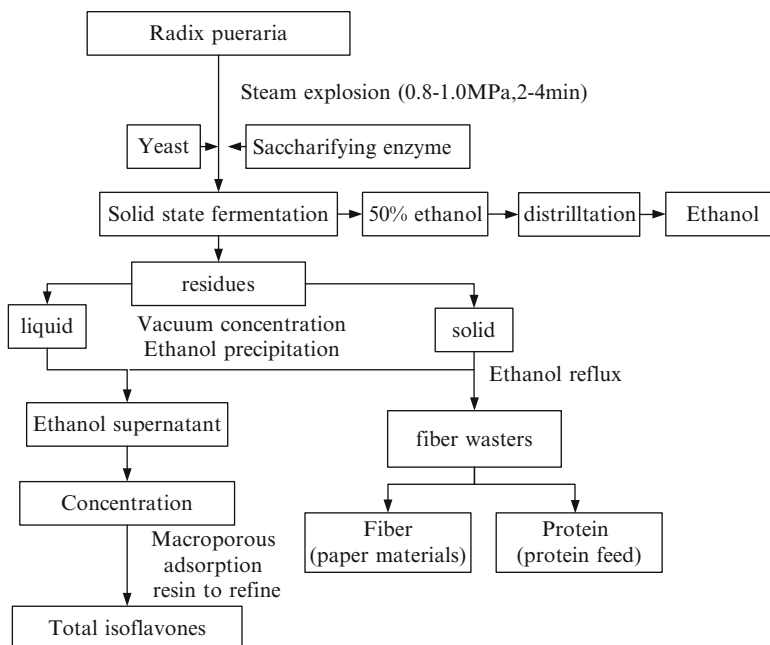 Radix pueraria
Steam explosion (0.8-1.0MPa,2-4min)
Yeast
Saccharifying enzyme
Solid state fermentation
50% ethanol
distrilltation
Ethanol
residues
liquid
Vacuum concentration
Ethanol precipitation
solid
Ethanol reflux
Ethanol supernatant
fiber wasters
Concentration
Fiber
(paper materials)
Protein
(protein feed)
Macroporous
adsorption
resin to refine
Total isoflavones